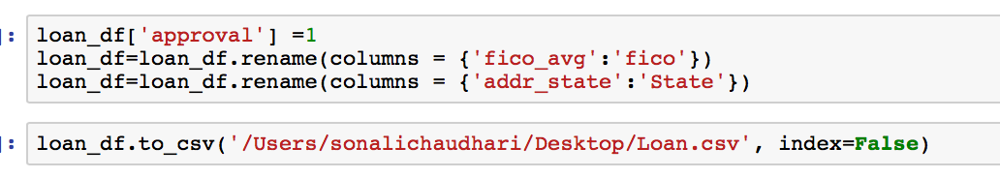 ]: loan_df['approval'] =1
loan_df=loan_df.rename(columns = {'fico_avg':'fico'})
loan_df=loan_df.rename(columns = {'addr_state':'State'})
]: loan_df.to_csv('/Users/sonalichaudhari/Desktop/Loan.csv', index=False)